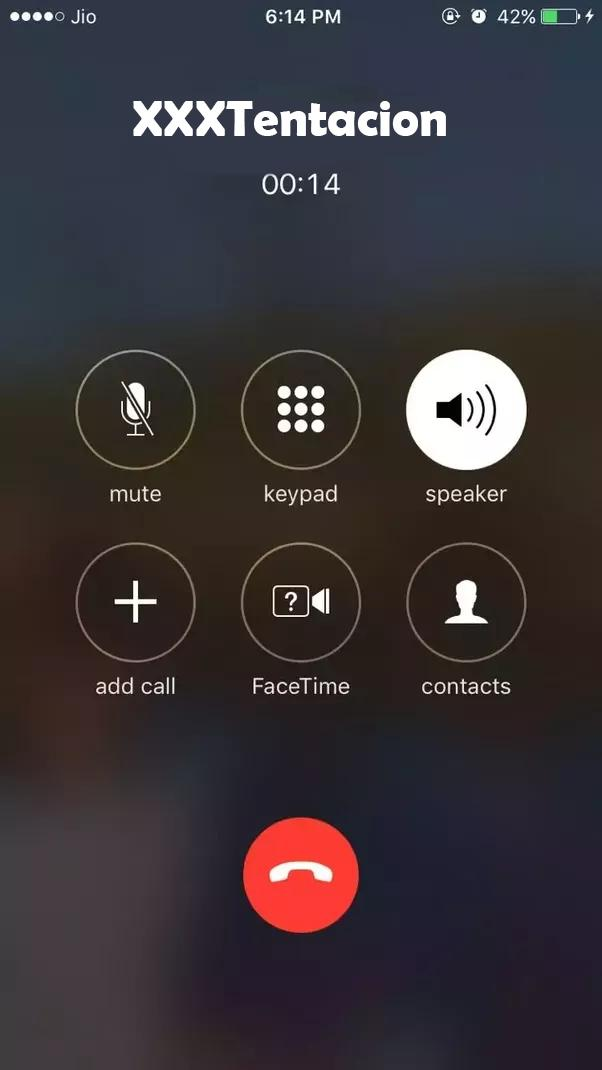 Jio 6:14 PM 42%
XXXTentacion
00:14
mute keypad speaker
?
add call FaceTime contacts